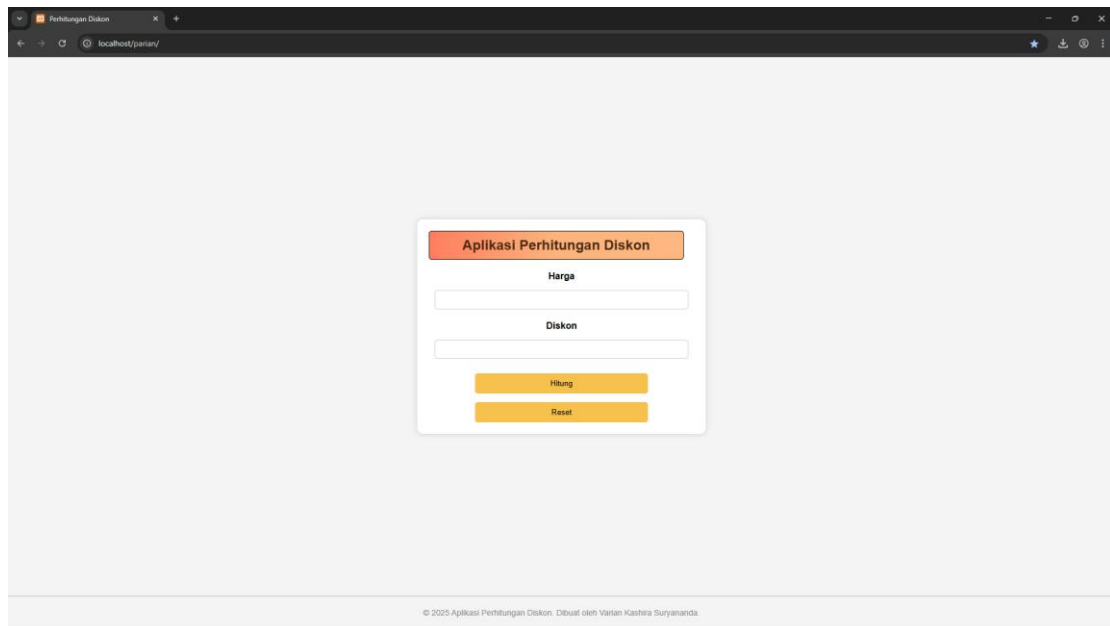 Perhitungan Diskon
localhost/parian/
Aplikasi Perhitungan Diskon
Harga
Diskon
Hitung
Reset
© 2025 Aplikasi Perhitungan Diskon. Dibuat oleh Varian Kashira Suryananda.